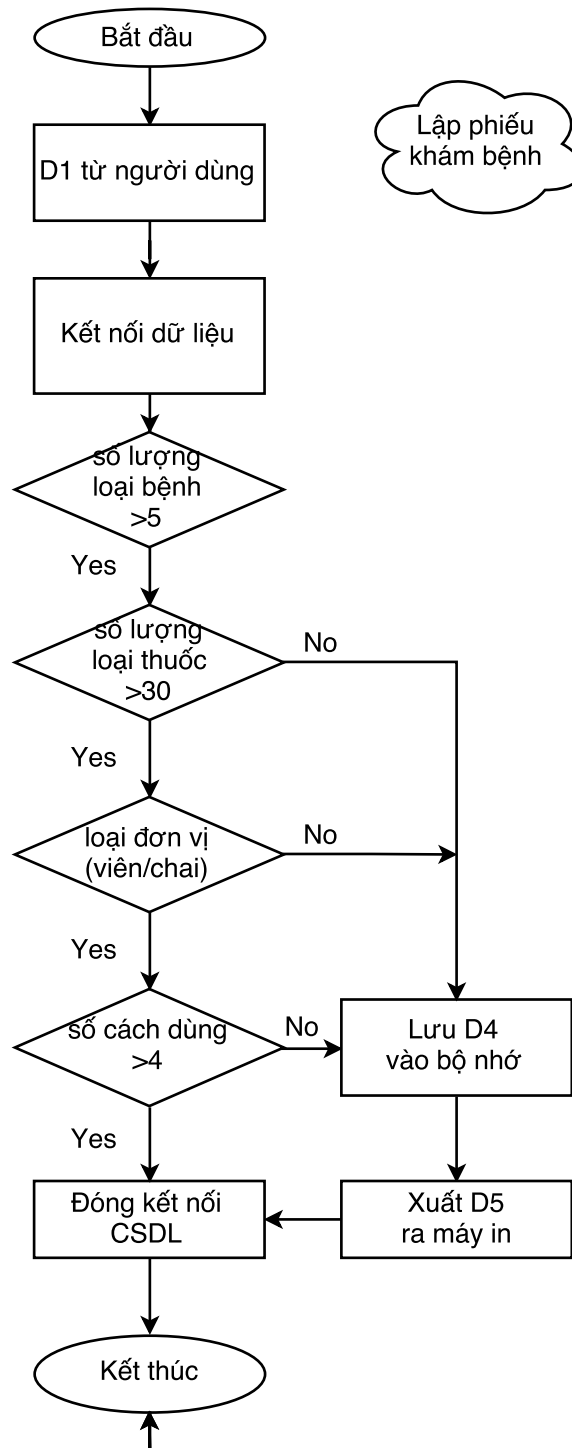 Bắt đầu
Lập phiếu
khám bệnh
D1 từ người dùng
Kết nối dữ liệu
số lượng
loại bệnh
>5
Yes
số lượng
loại thuốc
>30
No
Yes
loại đơn vị
(viên/chai)
No
Yes
số cách dùng
>4
No
Lưu D4
vào bộ nhớ
Yes
Đóng kết nối
CSDL
Xuất D5
ra máy in
Kết thúc